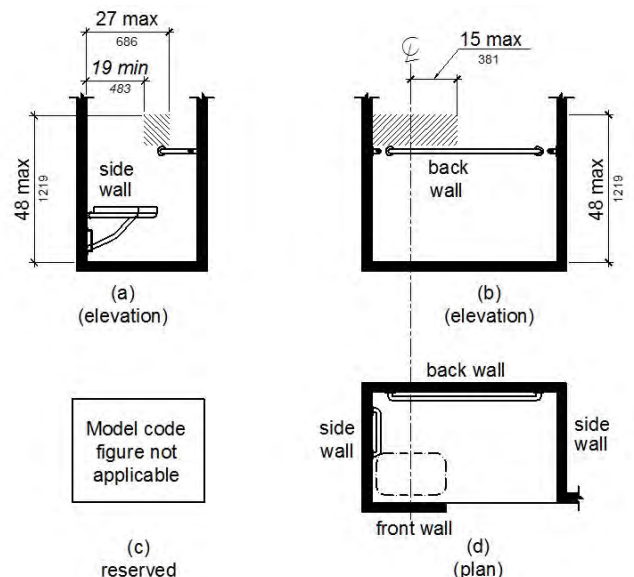 27 max
686
19 min
483
48 max
1219
side
wall
(a)
(elevation)
℄
15 max
381
back
wall
48 max
1219
(b)
(elevation)
Model code
figure not
applicable
(c)
reserved
back wall
side
wall
side
wall
front wall
(d)
(plan)